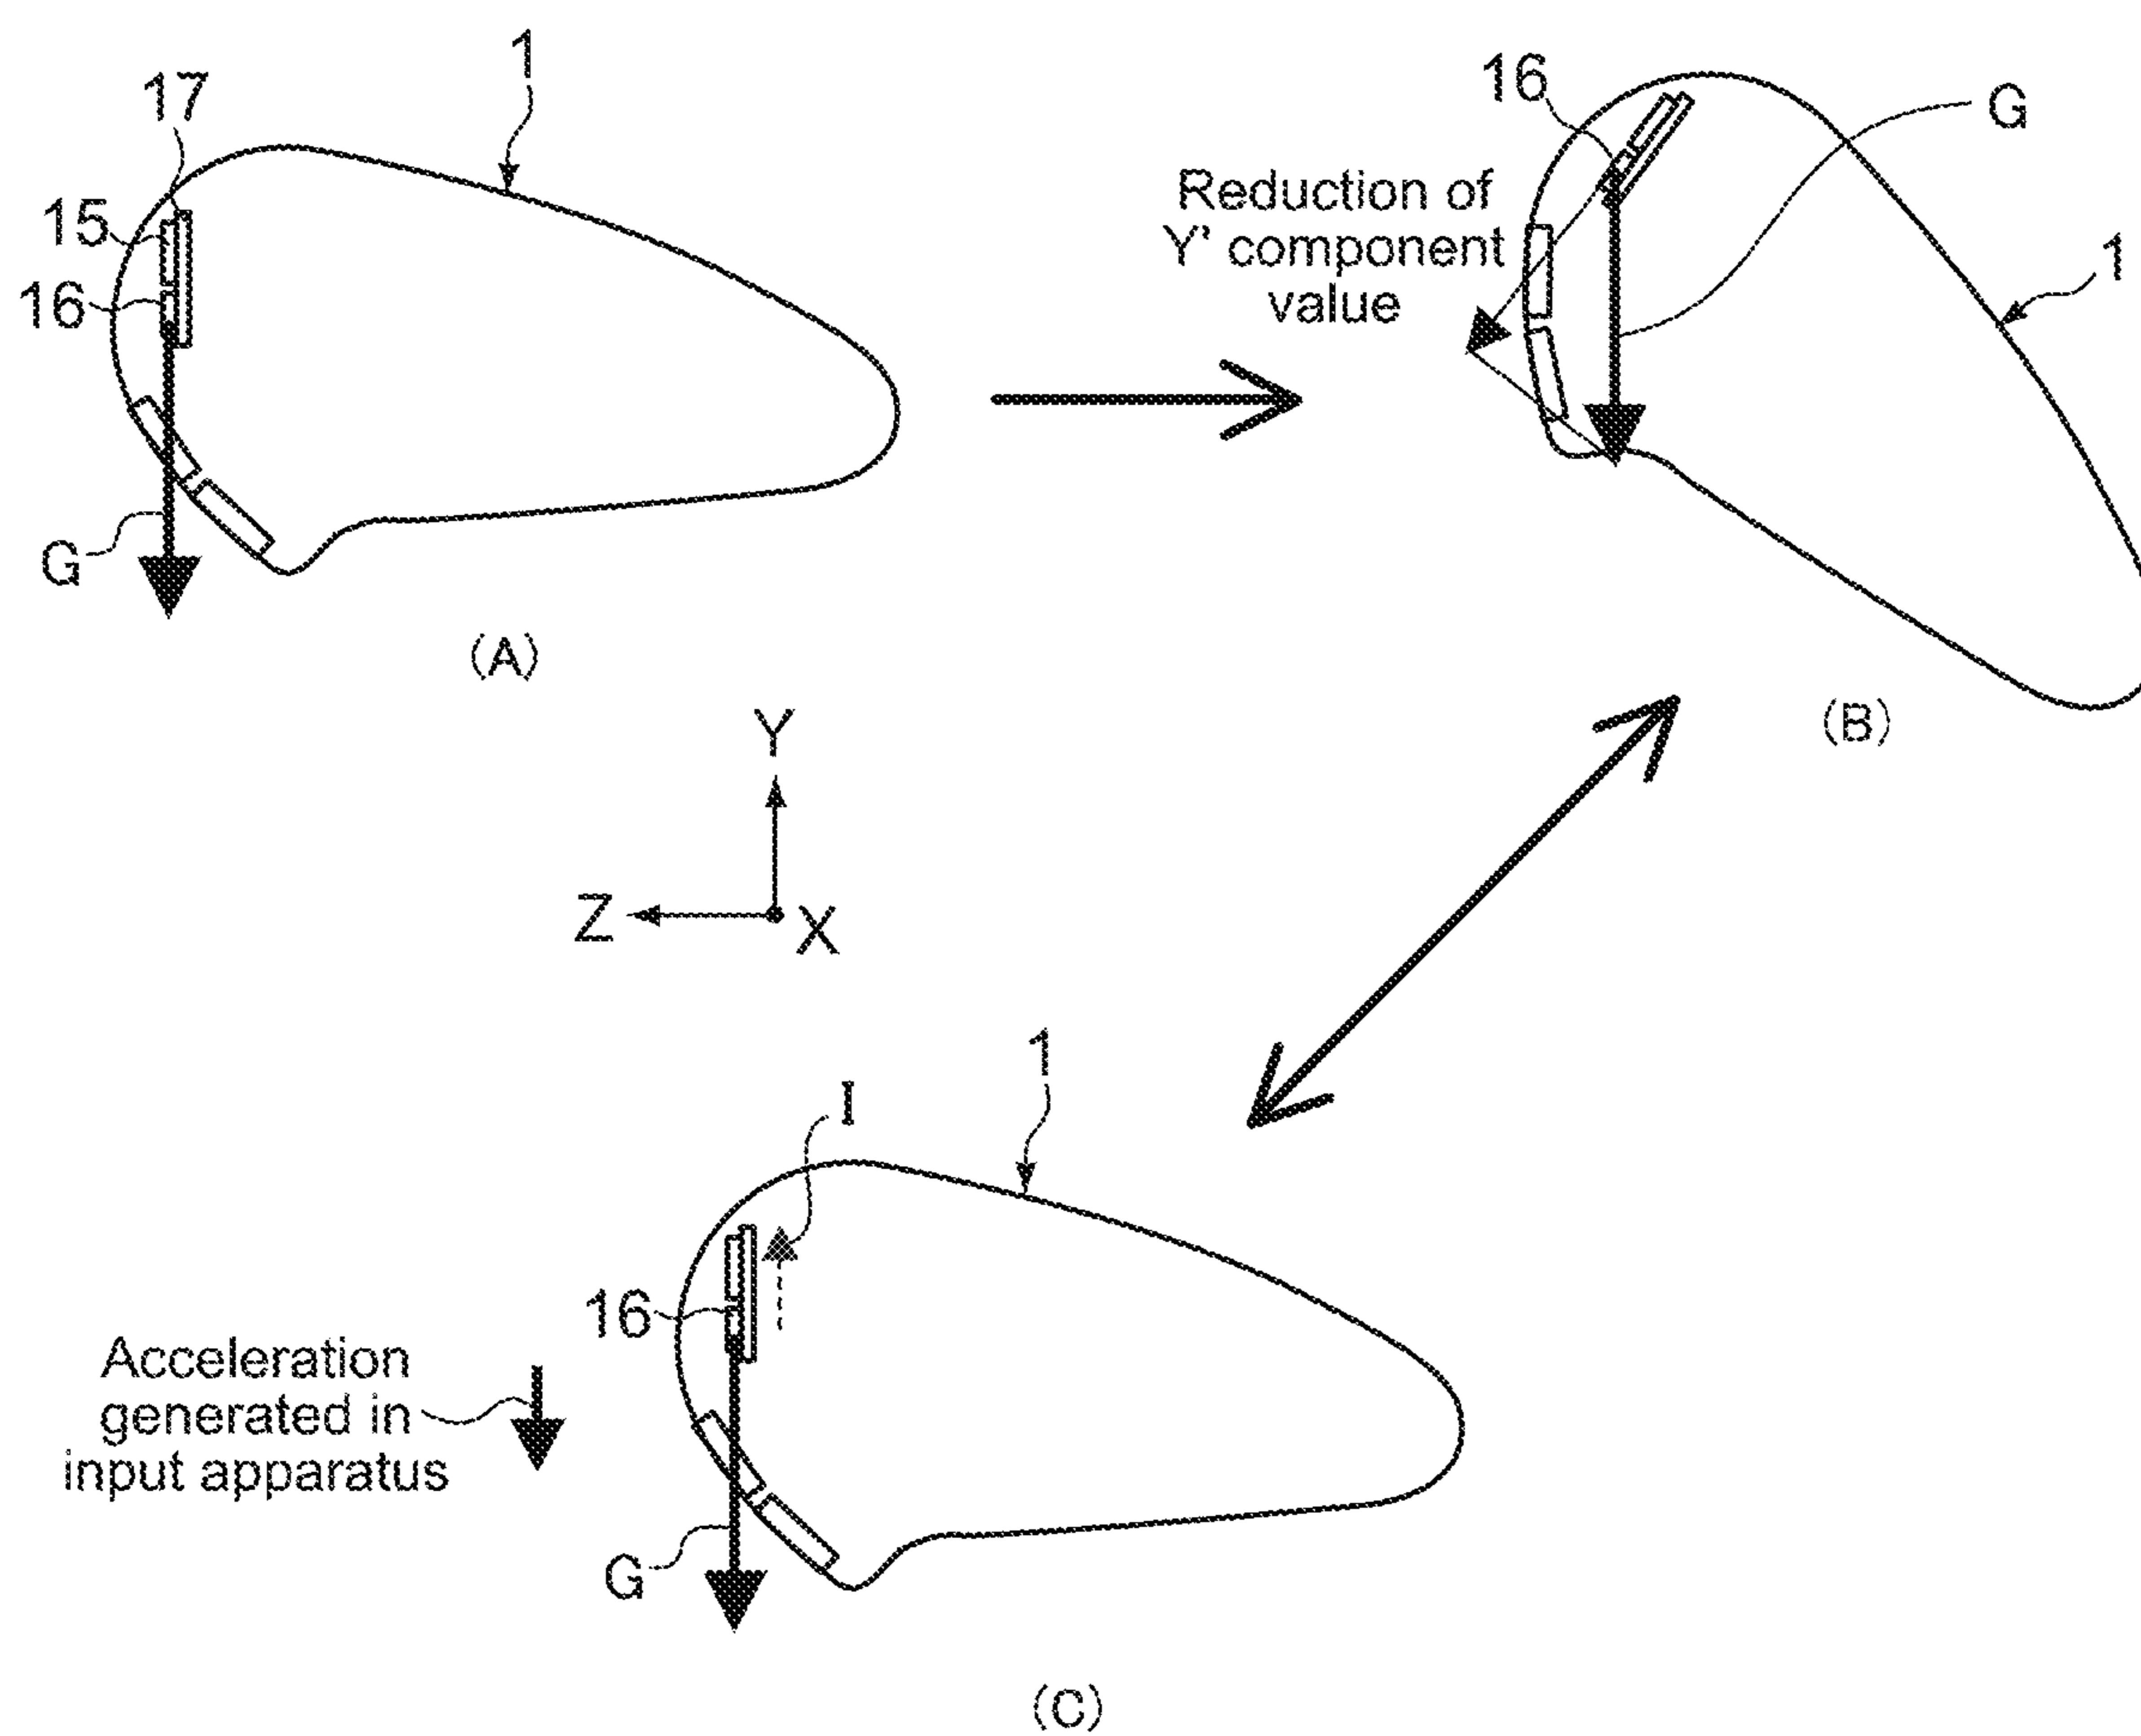 1
17
15
16
G
(A)
16
G
Reduction of
Y' component
value
1
(B)
Y
Z
X
1
I
16
Acceleration
generated in
input apparatus
G
(C)